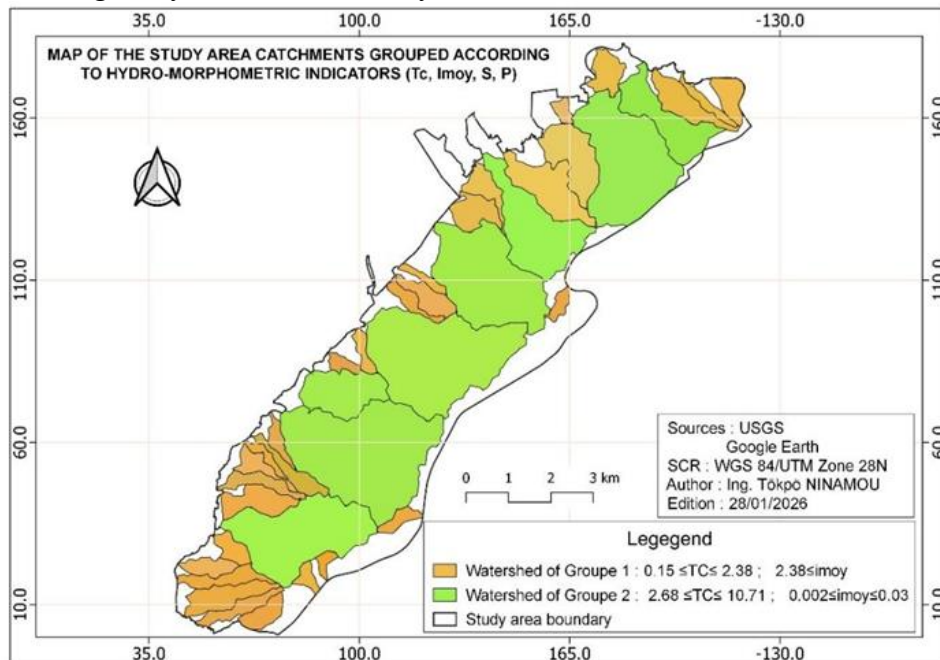 35.0 100.0 165.0 -130.0
MAP OF THE STUDY AREA CATCHMENTS GROUPED ACCORDING
TO HYDRO-MORPHOMETRIC INDICATORS (Tc, Imoy, S, P)
160.0 160.0
110.0 110.0
60.0 60.0
10.0 10.0
Sources : USGS
Google Earth
SCR : WGS 84/UTM Zone 28N
Author : Ing. Tôkpò NINAMOU
Edition : 28/01/2026
0 1 2 3 km
Legegend
Watershed of Groupe 1 : 0.15 ≤TC≤ 2.38 ; 2.38≤imoy
Watershed of Groupe 2 : 2.68 ≤TC≤ 10.71 ; 0.002≤imoy≤0.03
Study area boundary
35.0 100.0 165.0 -130.0